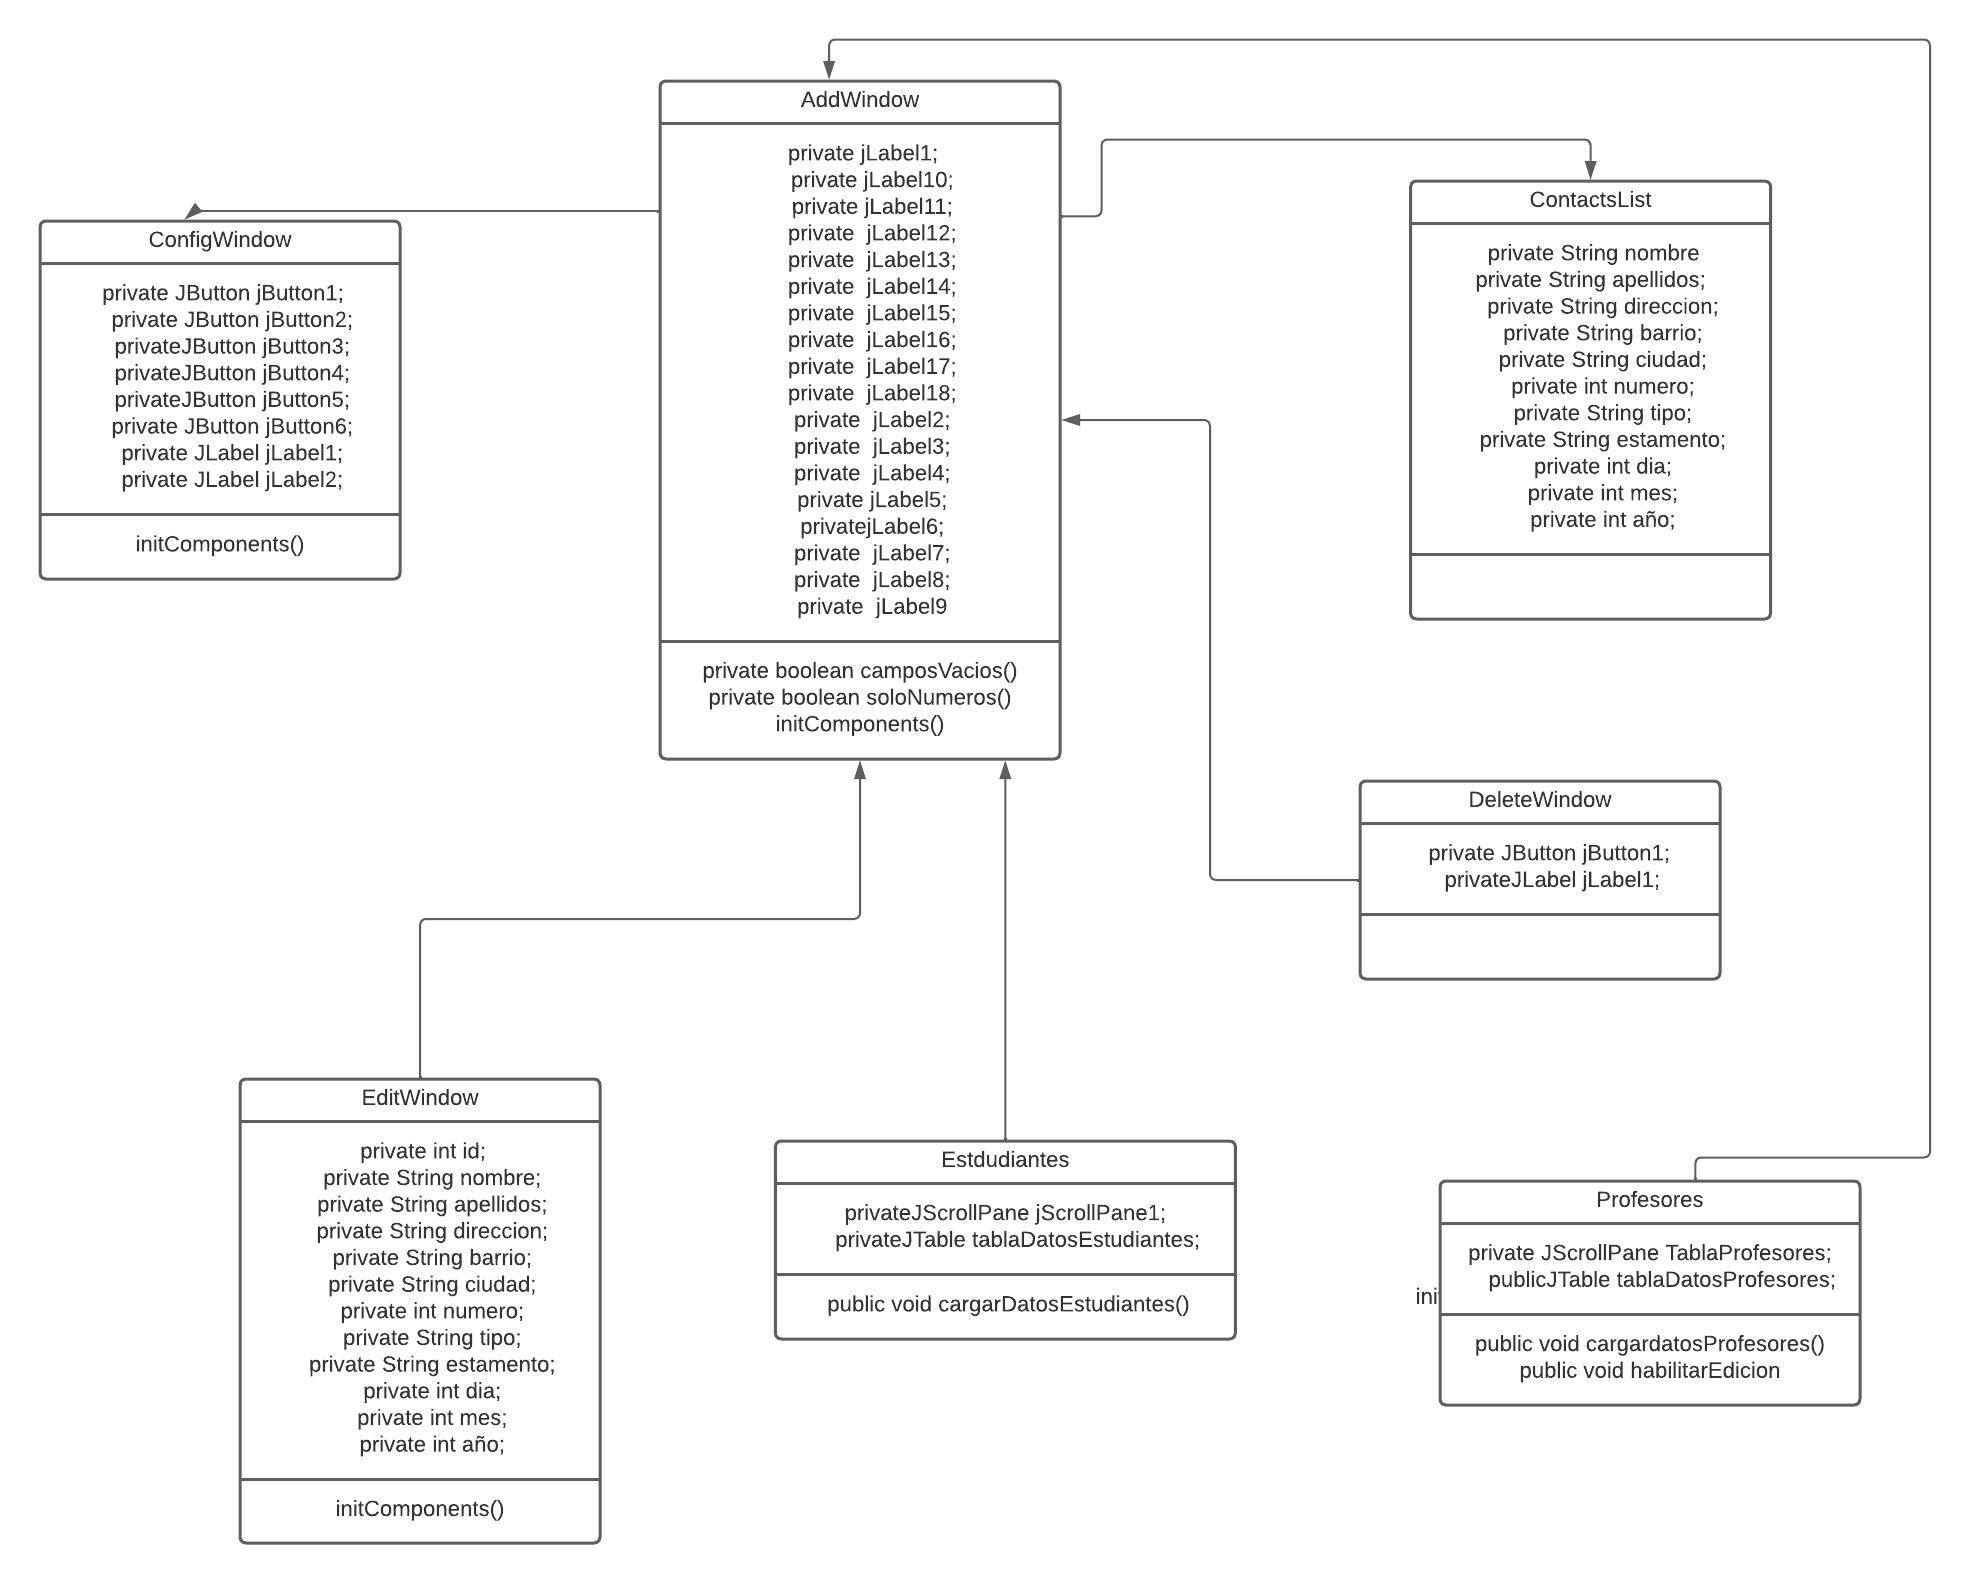 AddWindow
private jLabel1;
private jLabel10;
private jLabel11;
private jLabel12;
private jLabel13;
private jLabel14;
private jLabel15;
private jLabel16;
private jLabel17;
private jLabel18;
private jLabel2;
private jLabel3;
private jLabel4;
private jLabel5;
privatejLabel6;
private jLabel7;
private jLabel8;
private jLabel9
private boolean camposVacios()
private boolean soloNumeros()
initComponents()
ConfigWindow
private JButton jButton1;
private JButton jButton2;
privateJButton jButton3;
privateJButton jButton4;
privateJButton jButton5;
private JButton jButton6;
private JLabel jLabel1;
private JLabel jLabel2;
initComponents()
ContactsList
private String nombre
private String apellidos;
private String direccion;
private String barrio;
private String ciudad;
private int numero;
private String tipo;
private String estamento;
private int dia;
private int mes;
private int año;
DeleteWindow
private JButton jButton1;
privateJLabel jLabel1;
EditWindow
private int id;
private String nombre;
private String apellidos;
private String direccion;
private String barrio;
private String ciudad;
private int numero;
private String tipo;
private String estamento;
private int dia;
private int mes;
private int año;
initComponents()
Estdudiantes
privateJScrollPane jScrollPane1;
privateJTable tablaDatosEstudiantes;
public void cargarDatosEstudiantes()
Profesores
private JScrollPane TablaProfesores;
publicJTable tablaDatosProfesores;
public void cargardatosProfesores()
public void habilitarEdicion